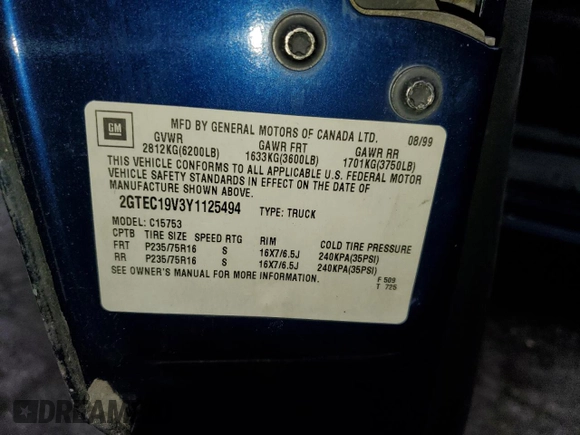 GM
MFD BY GENERAL MOTORS OF CANADA LTD. 08/99
GVWR GAWR FRT GAWR RR
2812KG(6200LB) 1633KG(3600LB) 1701KG(3750LB)
THIS VEHICLE CONFORMS TO ALL APPLICABLE U.S. FEDERAL MOTOR
VEHICLE SAFETY STANDARDS IN EFFECT ON THE DATE OF
MANUFACTURE SHOWN ABOVE.
2GTEC19V3Y1125494 TYPE: TRUCK
MODEL: C15753
CPTB TIRE SIZE SPEED RTG RIM COLD TIRE PRESSURE
FRT P235/75R16 S 16X7/6.5J 240KPA(35PSI)
RR P235/75R16 S 16X7/6.5J 240KPA(35PSI)
SEE OWNER'S MANUAL FOR MORE INFORMATION. F 509
T 725